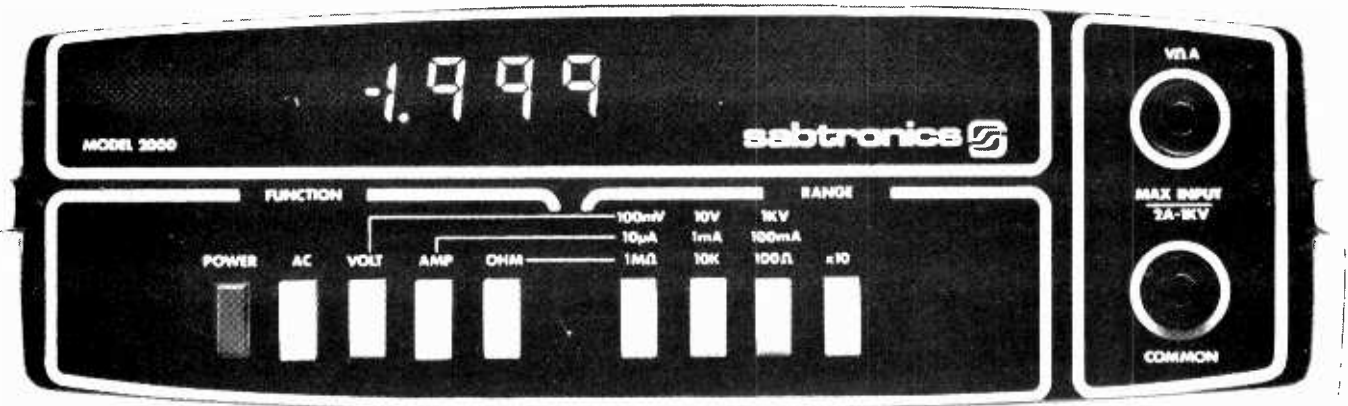 -1.999
MODEL 2000
sabtronics
FUNCTION
RANGE
100mV 10V 1KV
10µA 1mA 100mA
POWER AC VOLT AMP OHM 1MΩ 10K 100Ω x10
VΩA
MAX INPUT
2A-1KV
COMMON